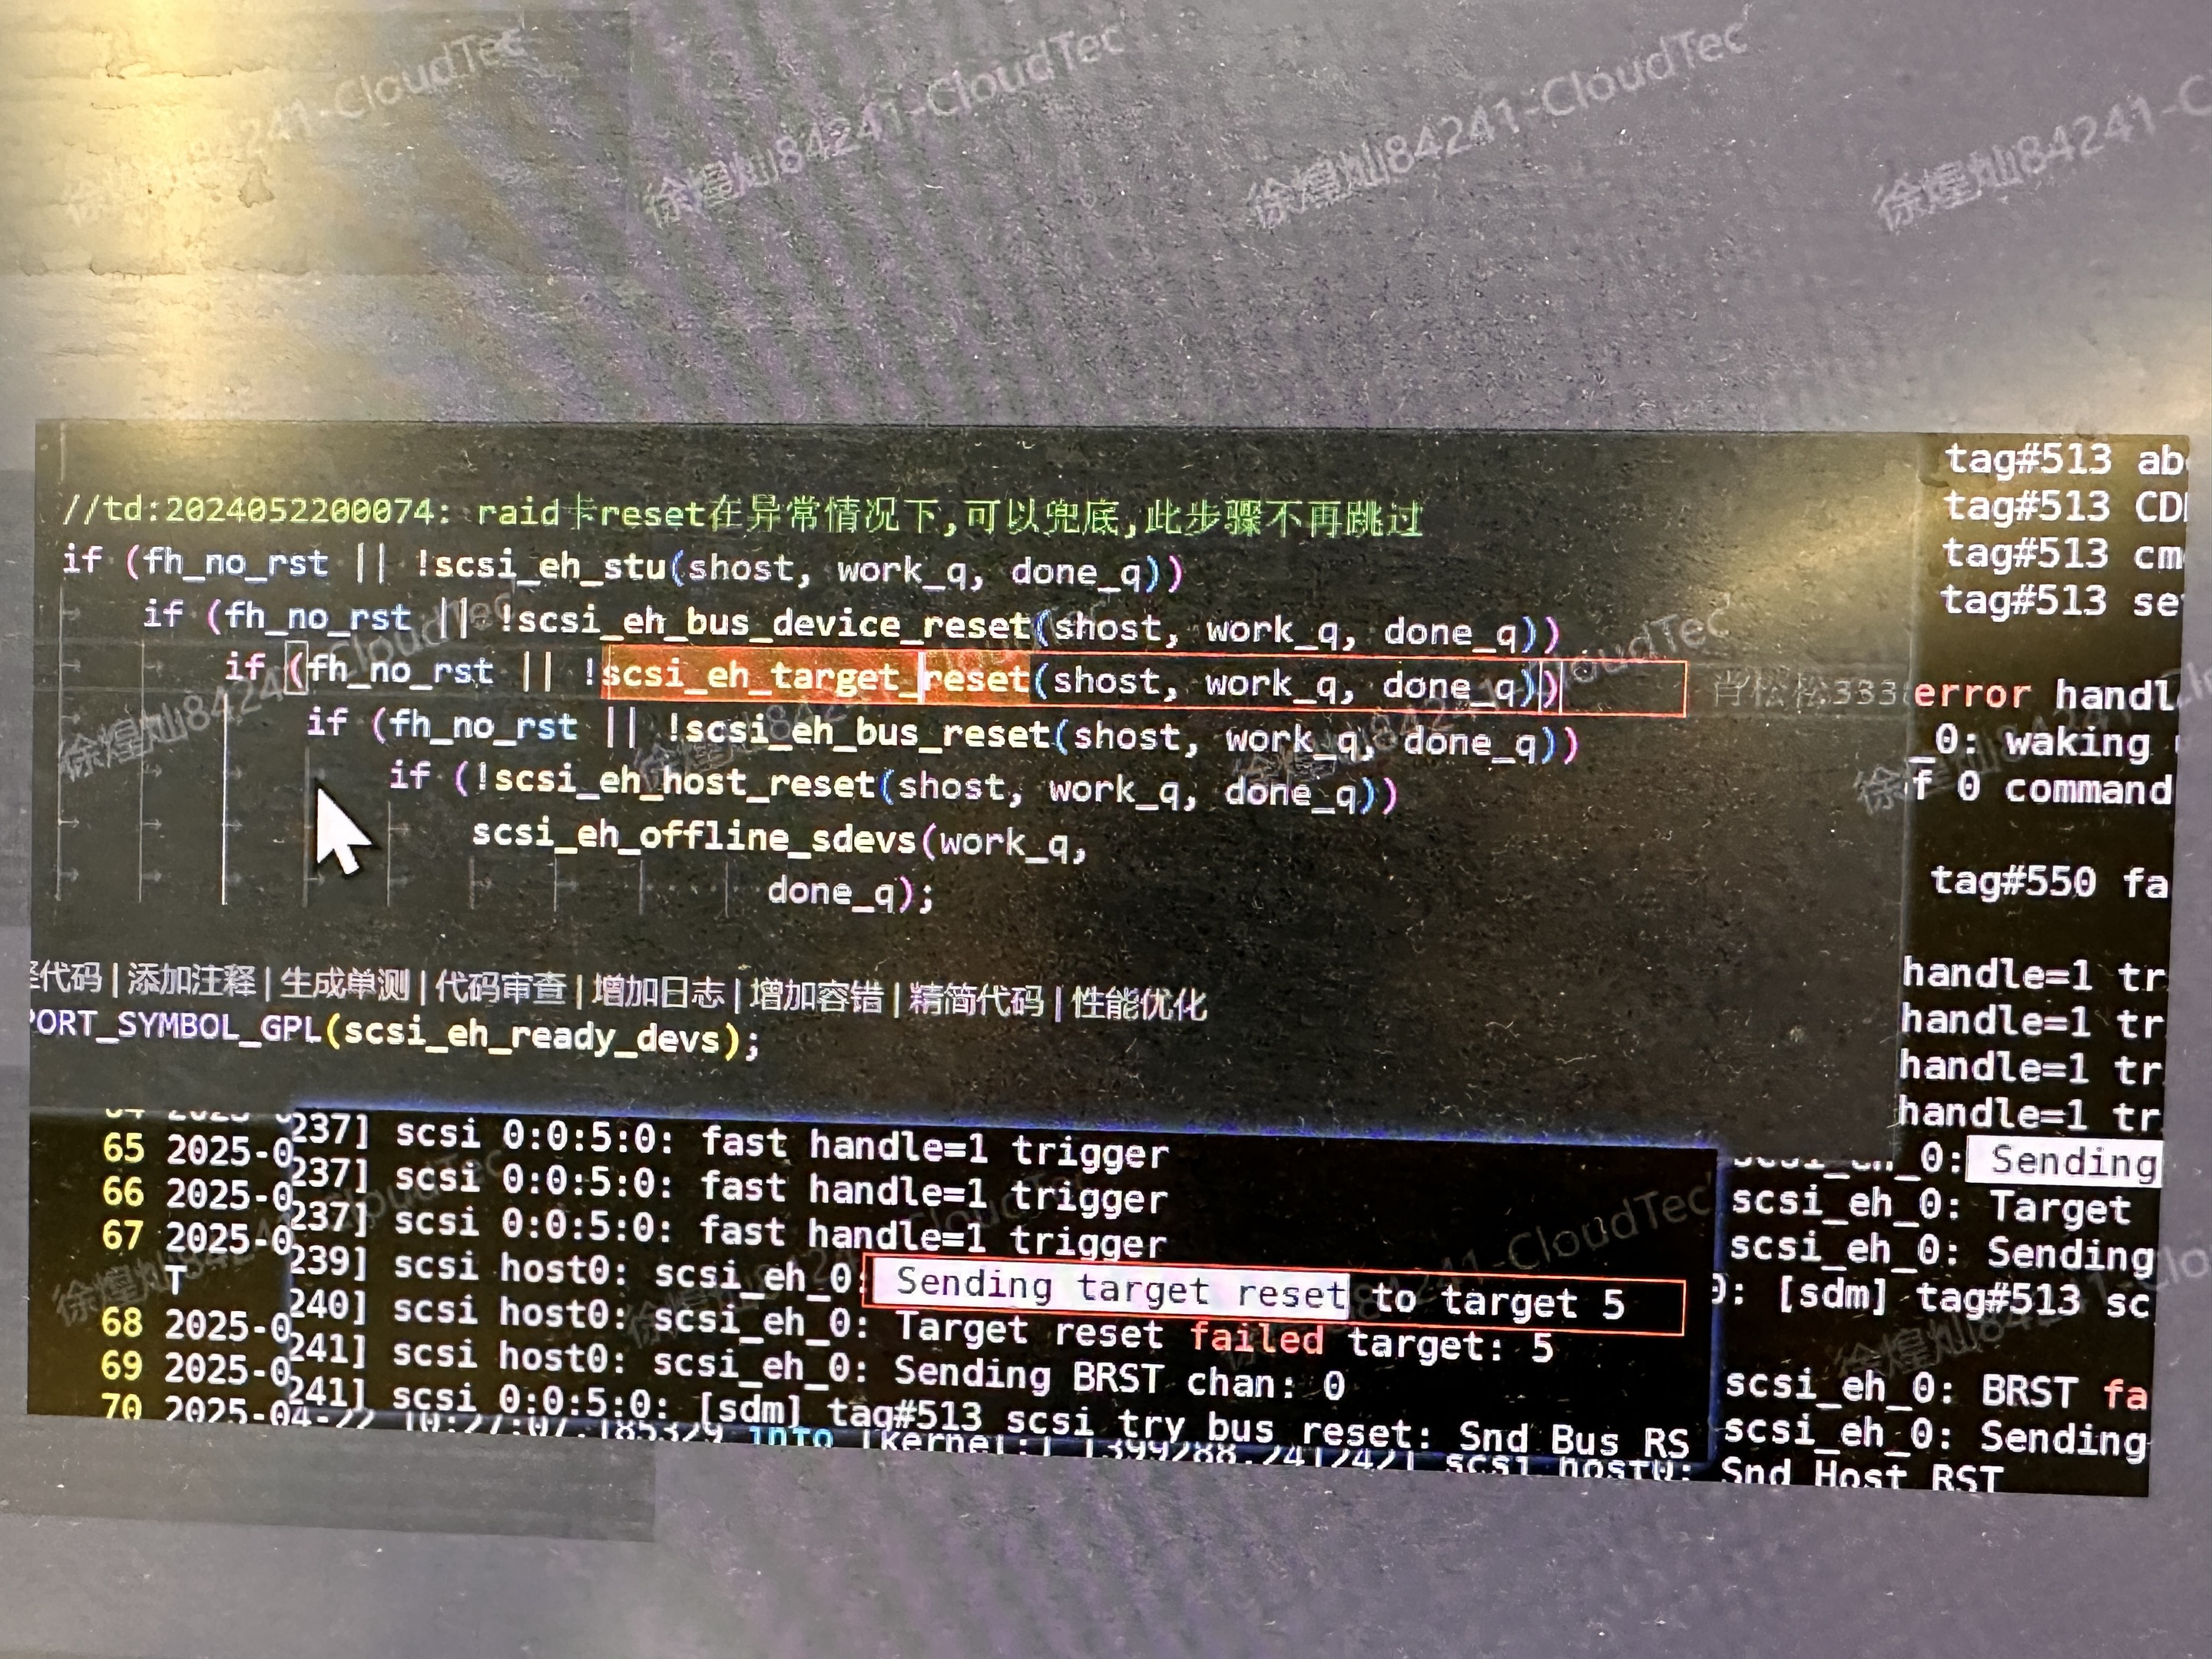 //td:2024052200074: raid卡reset在异常情况下,可以兜底,此步骤不再跳过
if (fh_no_rst || !scsi_eh_stu(shost, work_q, done_q))
if (fh_no_rst || !scsi_eh_bus_device_reset(shost, work_q, done_q))
if (fh_no_rst || !scsi_eh_target_reset(shost, work_q, done_q))
if (fh_no_rst || !scsi_eh_bus_reset(shost, work_q, done_q))
if (!scsi_eh_host_reset(shost, work_q, done_q))
scsi_eh_offline_sdevs(work_q,
done_q);
代码 | 添加注释 | 生成单测 | 代码审查 | 增加日志 | 增加容错 | 精简代码 | 性能优化
PORT_SYMBOL_GPL(scsi_eh_ready_devs);
tag#513 ab
tag#513 CD
tag#513 cm
tag#513 se
肖松松333
error handl
_0: waking
f 0 command
tag#550 fa
handle=1 tr
handle=1 tr
handle=1 tr
handle=1 tr
_0: Sending
scsi_eh_0: Target
scsi_eh_0: Sending
0: [sdm] tag#513 sc
scsi_eh_0: BRST fa
scsi_eh_0: Sending
Snd Host RST
65 2025-0
66 2025-0
67 2025-0
T
68 2025-0
69 2025-0
70 2025-04-22 10:27:07.185329 info [kernel:] [1399288.241242] scsi host0:
237] scsi 0:0:5:0: fast handle=1 trigger
237] scsi 0:0:5:0: fast handle=1 trigger
237] scsi 0:0:5:0: fast handle=1 trigger
239] scsi host0: scsi_eh_0: Sending target reset to target 5
240] scsi host0: scsi_eh_0: Target reset failed target: 5
241] scsi host0: scsi_eh_0: Sending BRST chan: 0
241] scsi 0:0:5:0: [sdm] tag#513 scsi try bus reset: Snd Bus RS
徐煌灿84241-CloudTec
徐煌灿84241-CloudTec
徐煌灿84241-CloudTec
徐煌灿84241-C